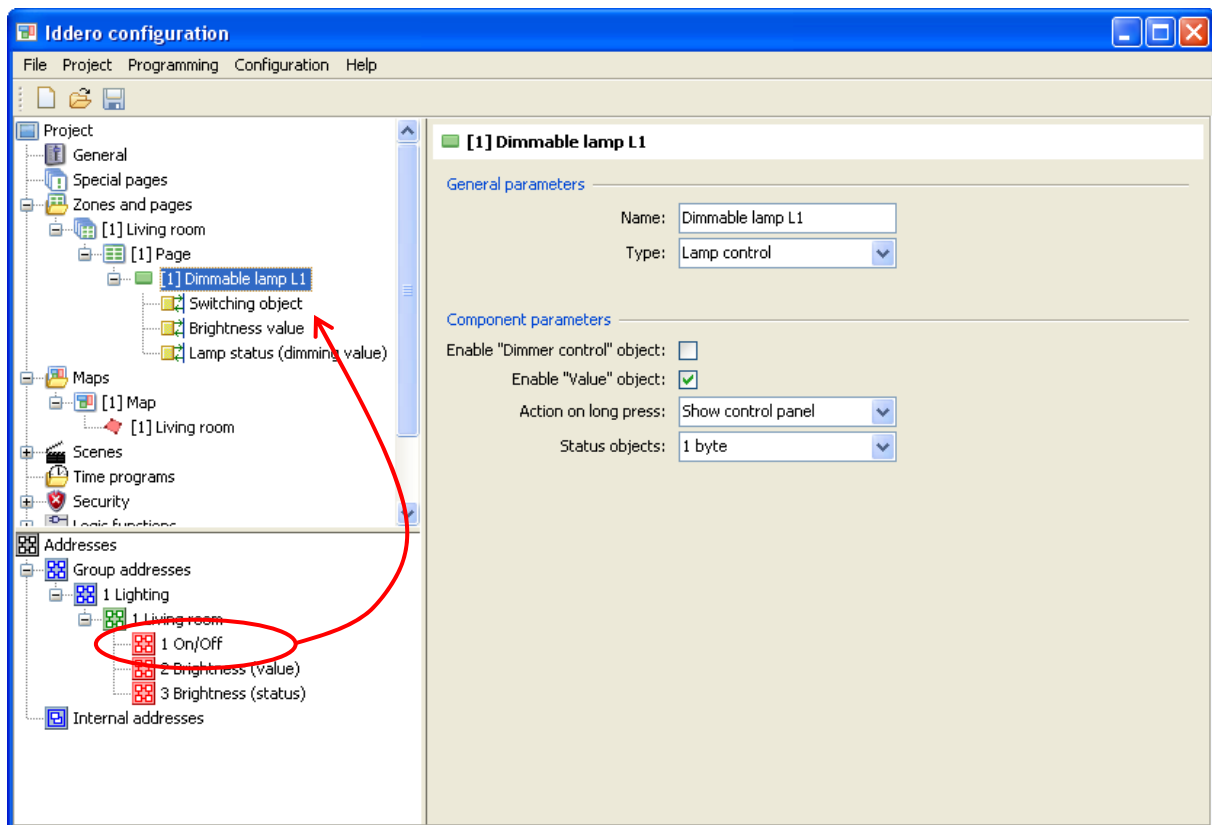 Iddero configuration
File Project Programming Configuration Help
Project
General
Special pages
Zones and pages
[1] Living room
[1] Page
[1] Dimmable lamp L1
Switching object
Brightness value
Lamp status (dimming value)
Maps
[1] Map
[1] Living room
Scenes
Time programs
Security
Logic functions
Addresses
Group addresses
1 Lighting
1 Living room
1 On/Off
2 Brightness (value)
3 Brightness (status)
Internal addresses
[1] Dimmable lamp L1
General parameters
Name: Dimmable lamp L1
Type: Lamp control
Component parameters
Enable "Dimmer control" object:
Enable "Value" object:
Action on long press: Show control panel
Status objects: 1 byte